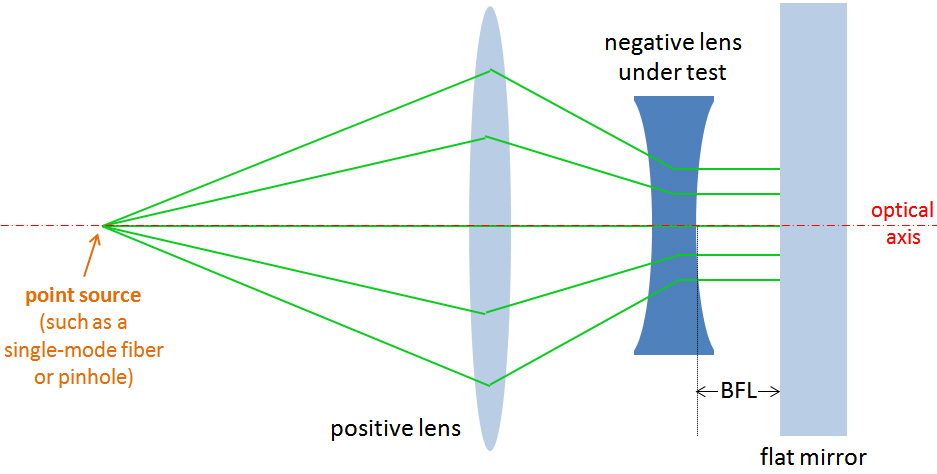 negative lens
under test
optical
axis
point source
(such as a
single-mode fiber
or pinhole)
BFL
positive lens
flat mirror